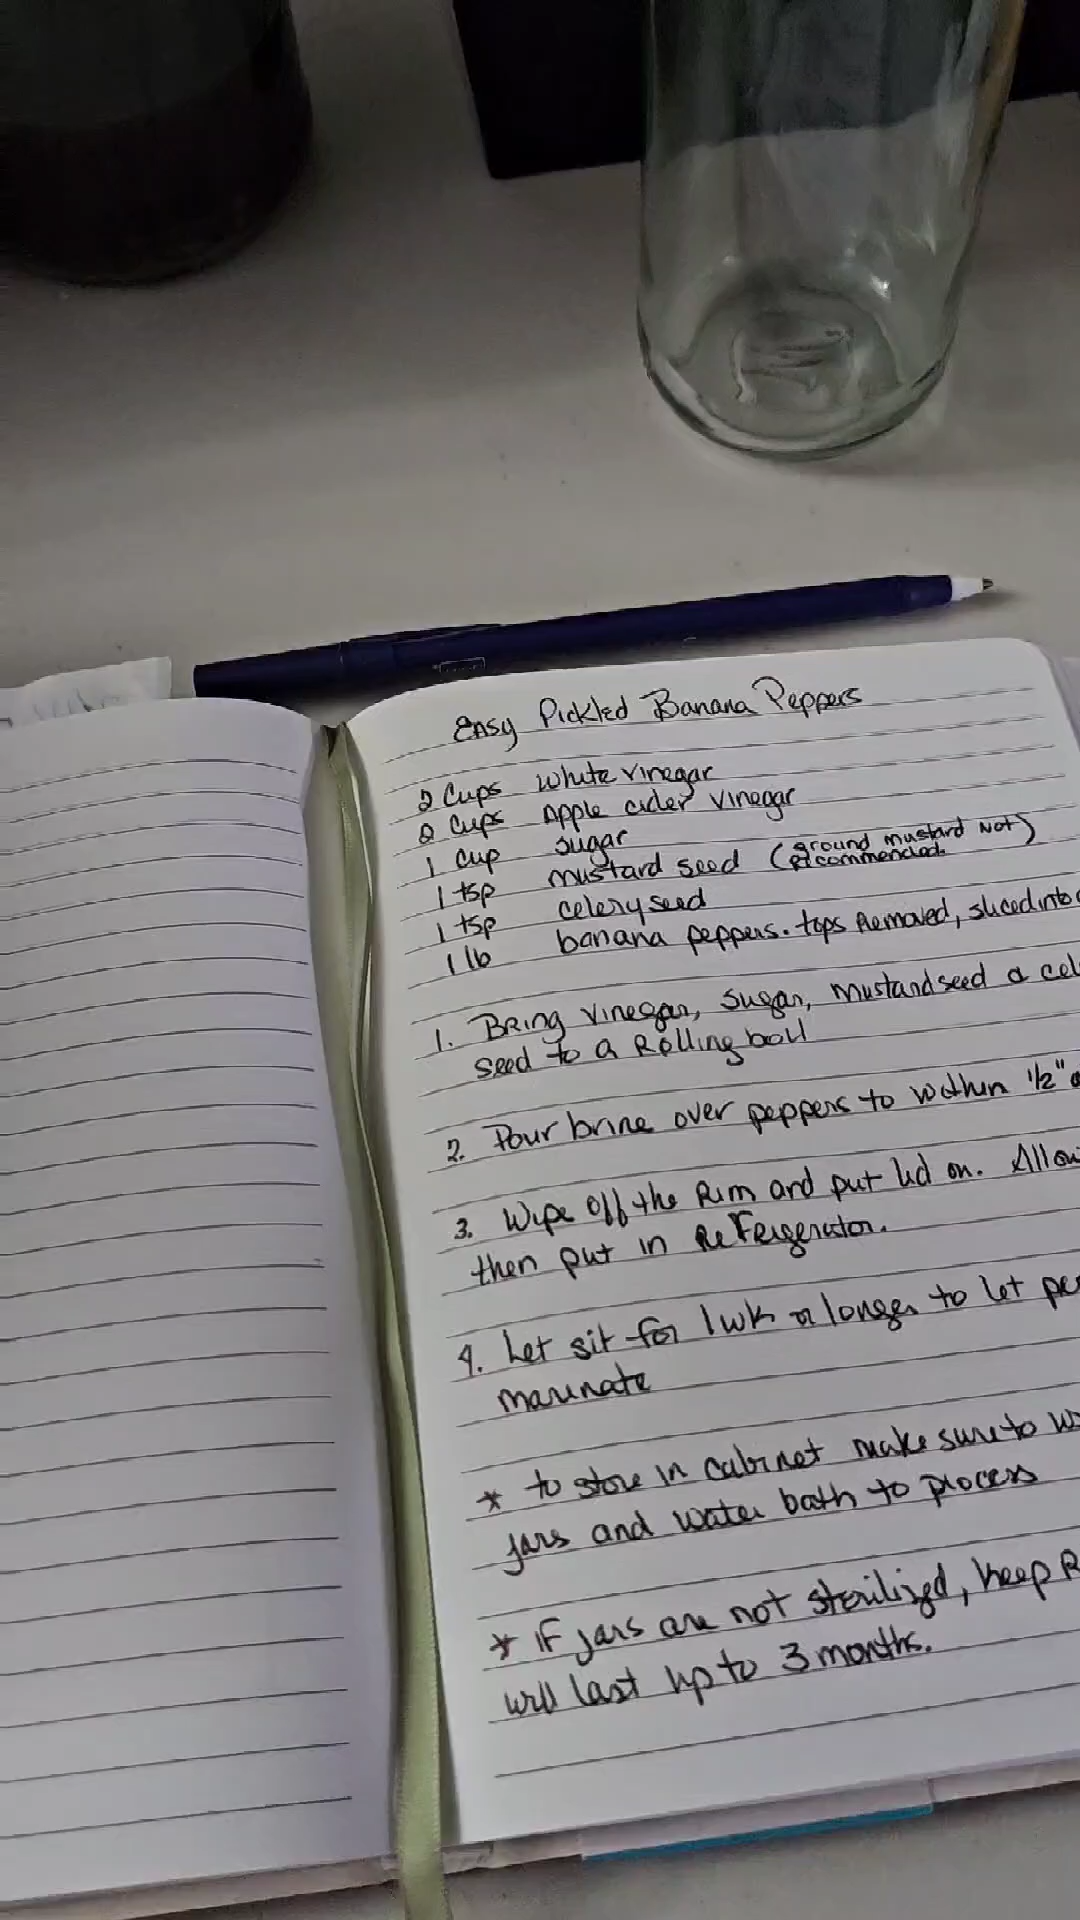 Easy Pickled Banana Peppers
2 Cups white vinegar
2 Cups Apple cider vinegar
1 cup sugar
1 tsp mustard seed (ground mustard not recommended)
1 tsp celery seed
1 lb banana peppers. tops Removed, sliced into
1. Bring vinegar, sugar, mustard seed &
seed to a Rolling boil
2. Pour brine over peppers to within 1/2"
3. Wipe off the Rim and put lid on. Allow
then put in Refrigerator.
4. Let sit for 1 wk or longer to let
marinate
* to store in cabinet make sure to
jars and water bath to process
* if jars are not sterilized, keep
will last up to 3 months.